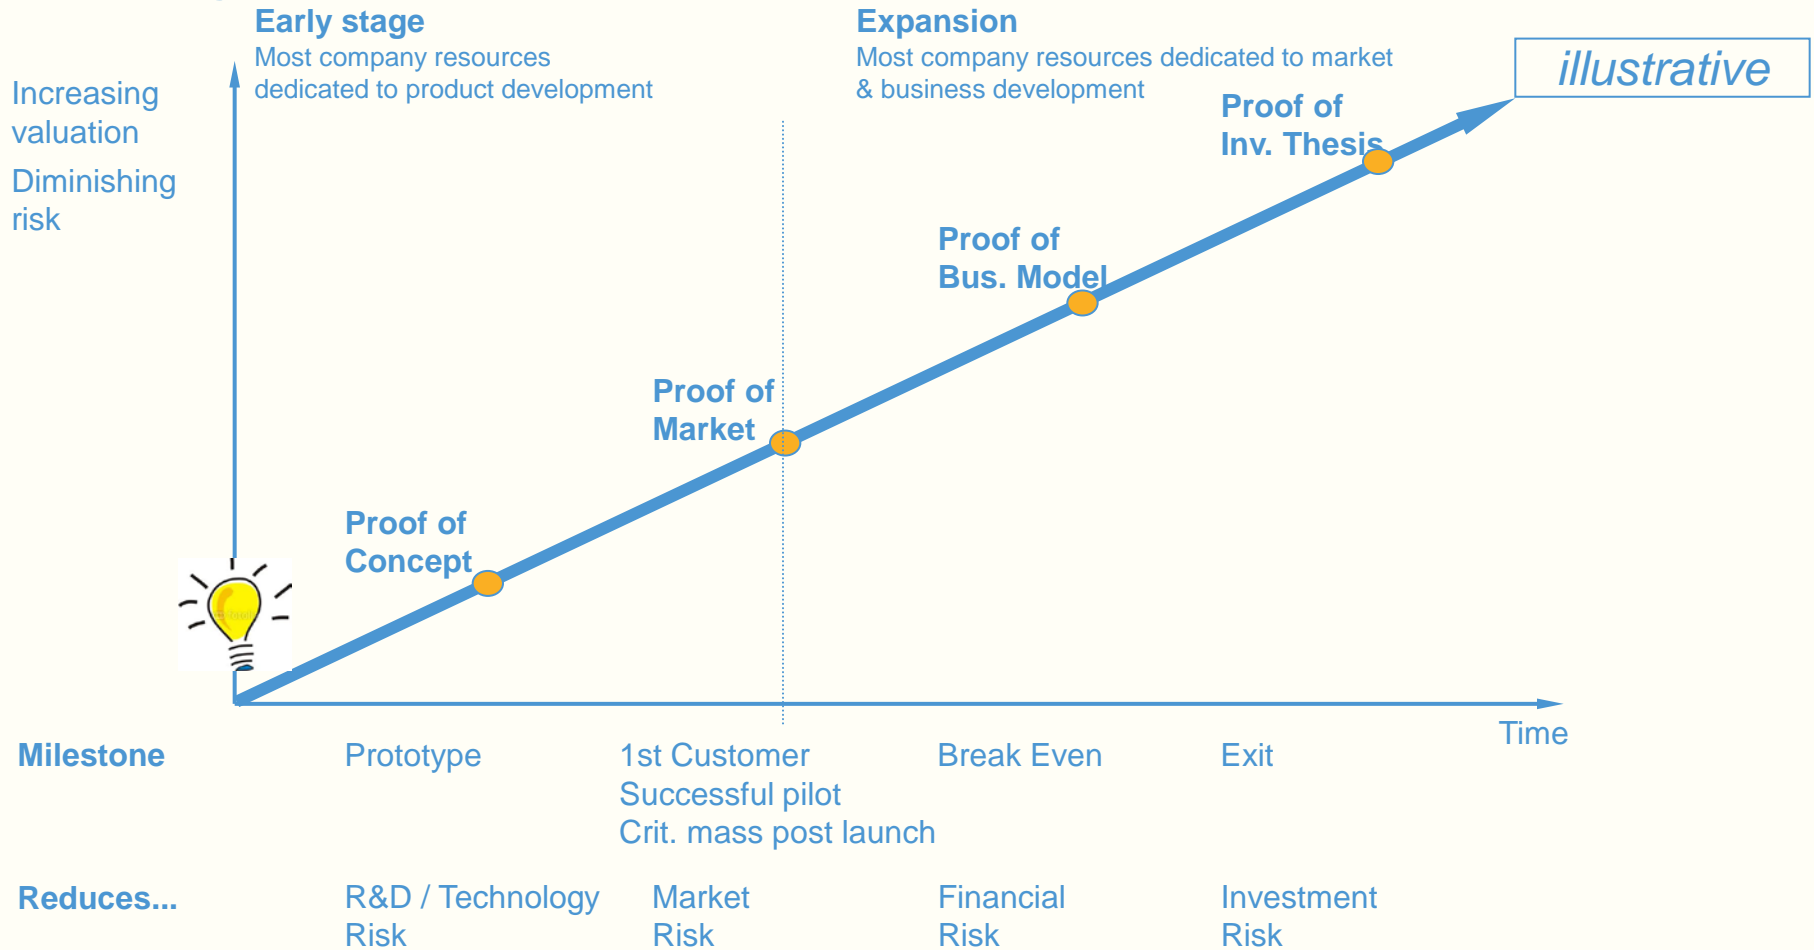 Early stage
Most company resources
dedicated to product development
Expansion
Most company resources dedicated to market
& business development
illustrative
Increasing
valuation
Diminishing
risk
Proof of
Inv. Thesis
Proof of
Bus. Model
Proof of
Market
Proof of
Concept
Time
Milestone
Prototype
1st Customer
Successful pilot
Crit. mass post launch
Break Even
Exit
Reduces...
R&D / Technology
Risk
Market
Risk
Financial
Risk
Investment
Risk